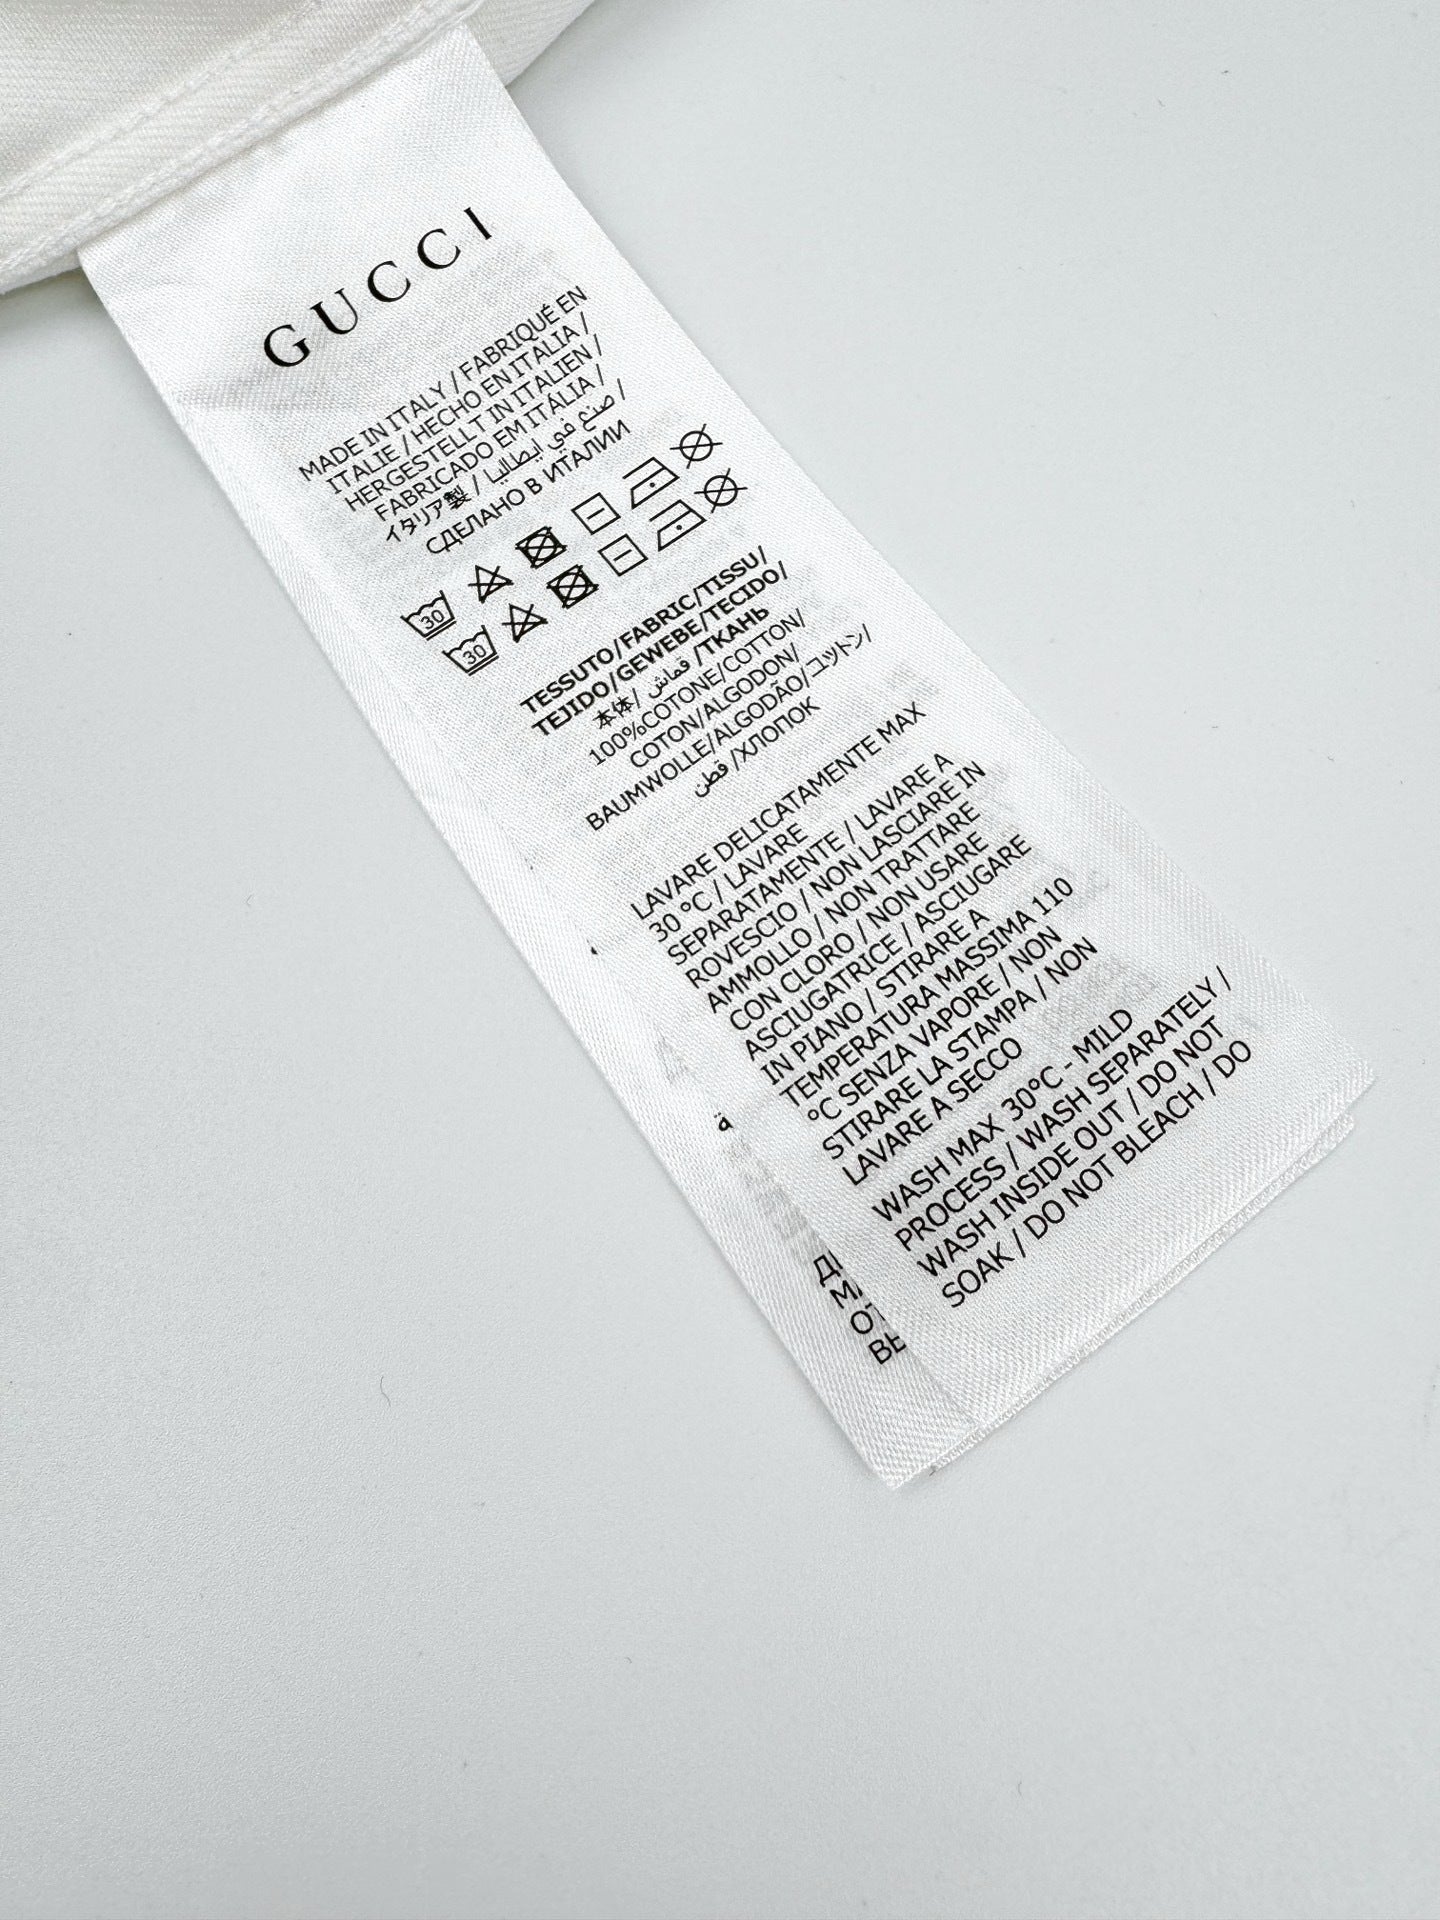 GUCCI
MADE IN ITALY / FABRIQUÉ EN
ITALIE / HECHO EN ITALIA /
HERGESTELLT IN ITALIEN /
FABRICADO EM ITÁLIA /
イタリア製 / صنع في ايطاليا /
СДЕЛАНО В ИТАЛИИ
30
30
TESSUTO/FABRIC/TISSU/
TEJIDO/GEWEBE/TECIDO/
本体/ قماش /ТКАНЬ
100%COTONE/COTTON/
COTON/ALGODON/
BAUMWOLLE/ALGODÃO/コットン/
قطن /ХЛОПОК
LAVARE DELICATAMENTE MAX
30 °C / LAVARE
SEPARATAMENTE / LAVARE A
ROVESCIO / NON LASCIARE IN
AMMOLLO / NON TRATTARE
CON CLORO / NON USARE
ASCIUGATRICE / ASCIUGARE
IN PIANO / STIRARE A
TEMPERATURA MASSIMA 110
°C SENZA VAPORE / NON
STIRARE LA STAMPA / NON
LAVARE A SECCO
WASH MAX 30°C - MILD
PROCESS / WASH SEPARATELY /
WASH INSIDE OUT / DO NOT
SOAK / DO NOT BLEACH / DO